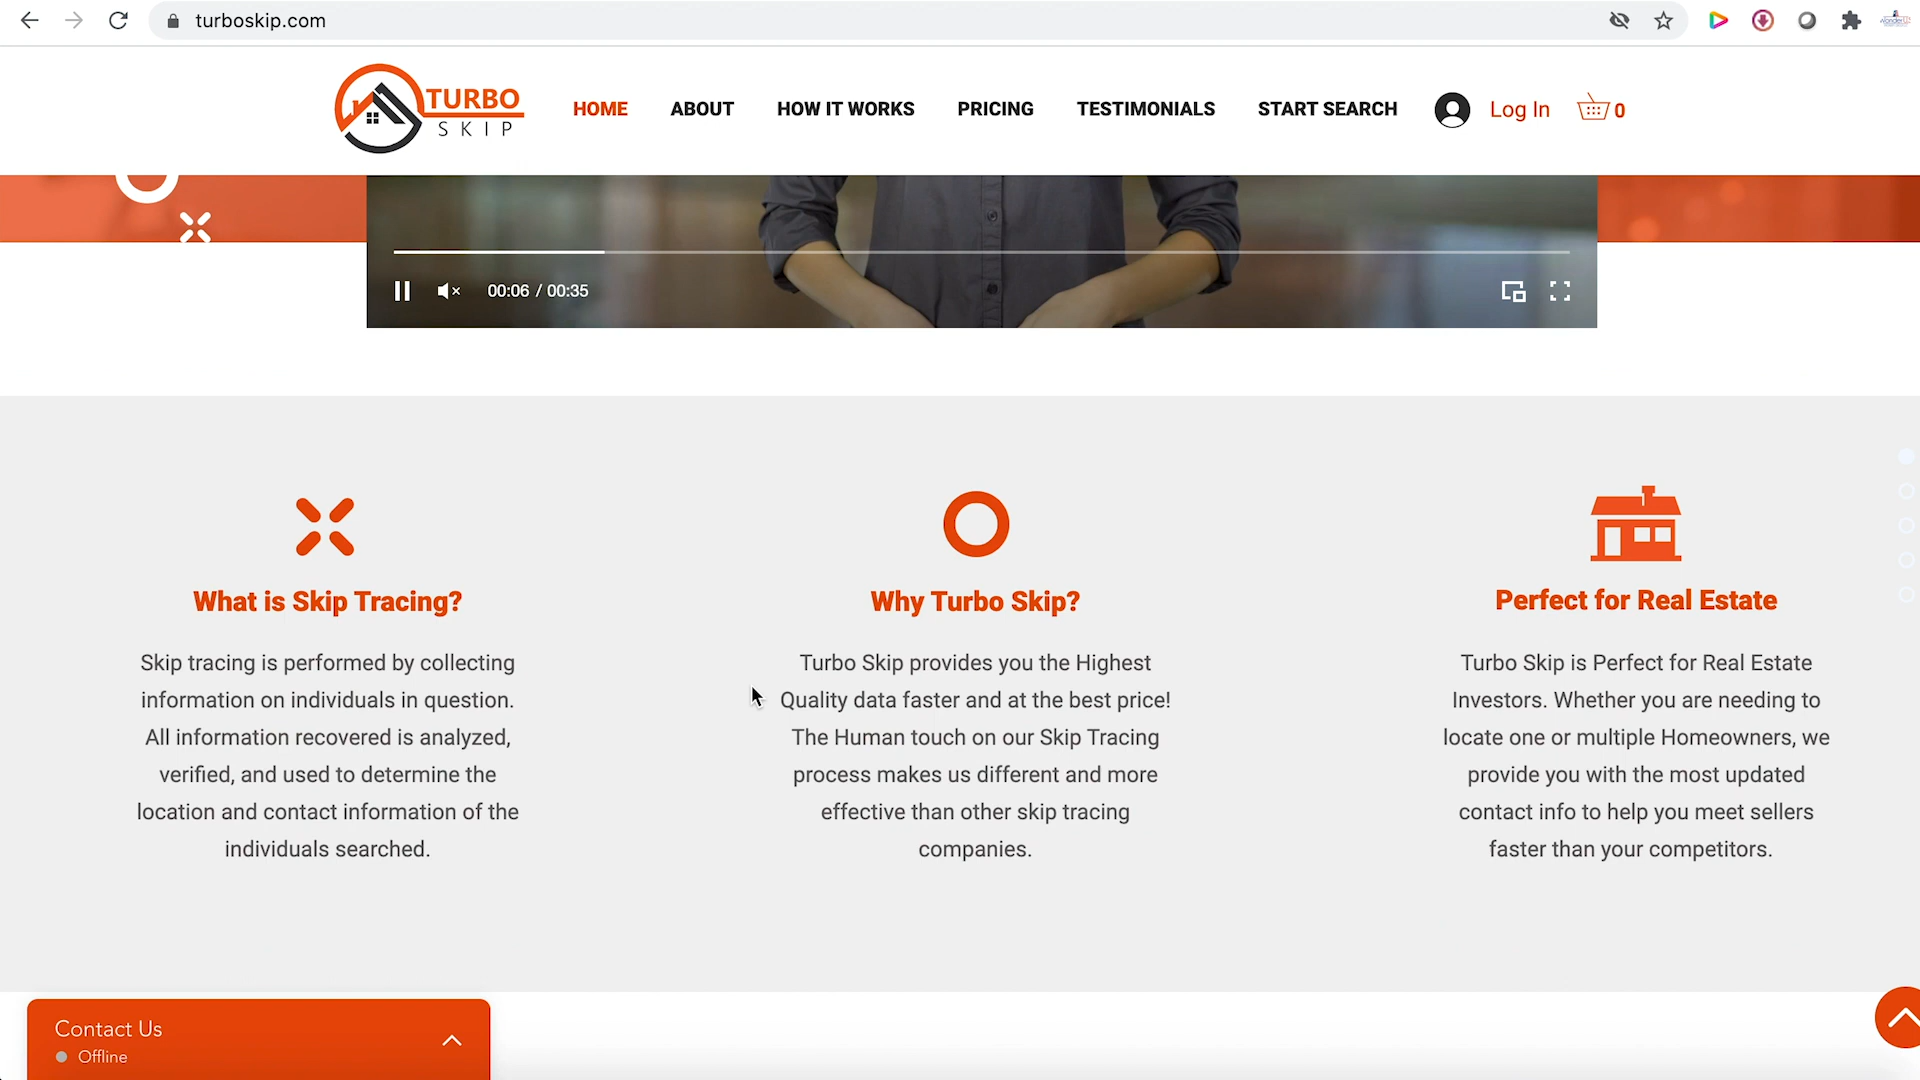 turboskip.com
TURBO
SKIP
HOME ABOUT HOW IT WORKS PRICING TESTIMONIALS START SEARCH Log In 0
00:06 / 00:35
What is Skip Tracing?
Skip tracing is performed by collecting
information on individuals in question.
All information recovered is analyzed,
verified, and used to determine the
location and contact information of the
individuals searched.
Why Turbo Skip?
Turbo Skip provides you the Highest
Quality data faster and at the best price!
The Human touch on our Skip Tracing
process makes us different and more
effective than other skip tracing
companies.
Perfect for Real Estate
Turbo Skip is Perfect for Real Estate
Investors. Whether you are needing to
locate one or multiple Homeowners, we
provide you with the most updated
contact info to help you meet sellers
faster than your competitors.
Contact Us
Offline